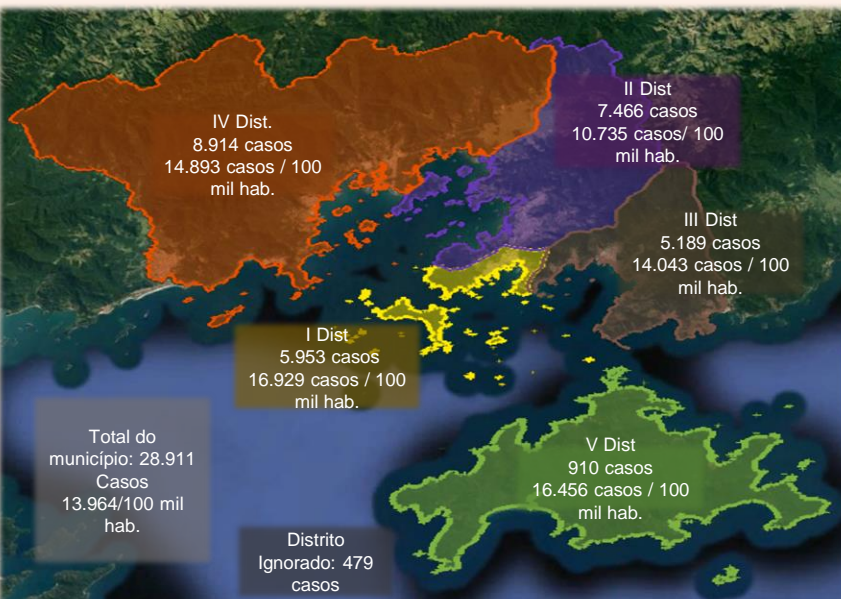 IV Dist.
8.914 casos
14.893 casos / 100
mil hab.
II Dist
7.466 casos
10.735 casos/ 100
mil hab.
III Dist
5.189 casos
14.043 casos / 100
mil hab.
I Dist
5.953 casos
16.929 casos / 100
mil hab.
V Dist
910 casos
16.456 casos / 100
mil hab.
Total do
município: 28.911
Casos
13.964/100 mil
hab.
Distrito
Ignorado: 479
casos